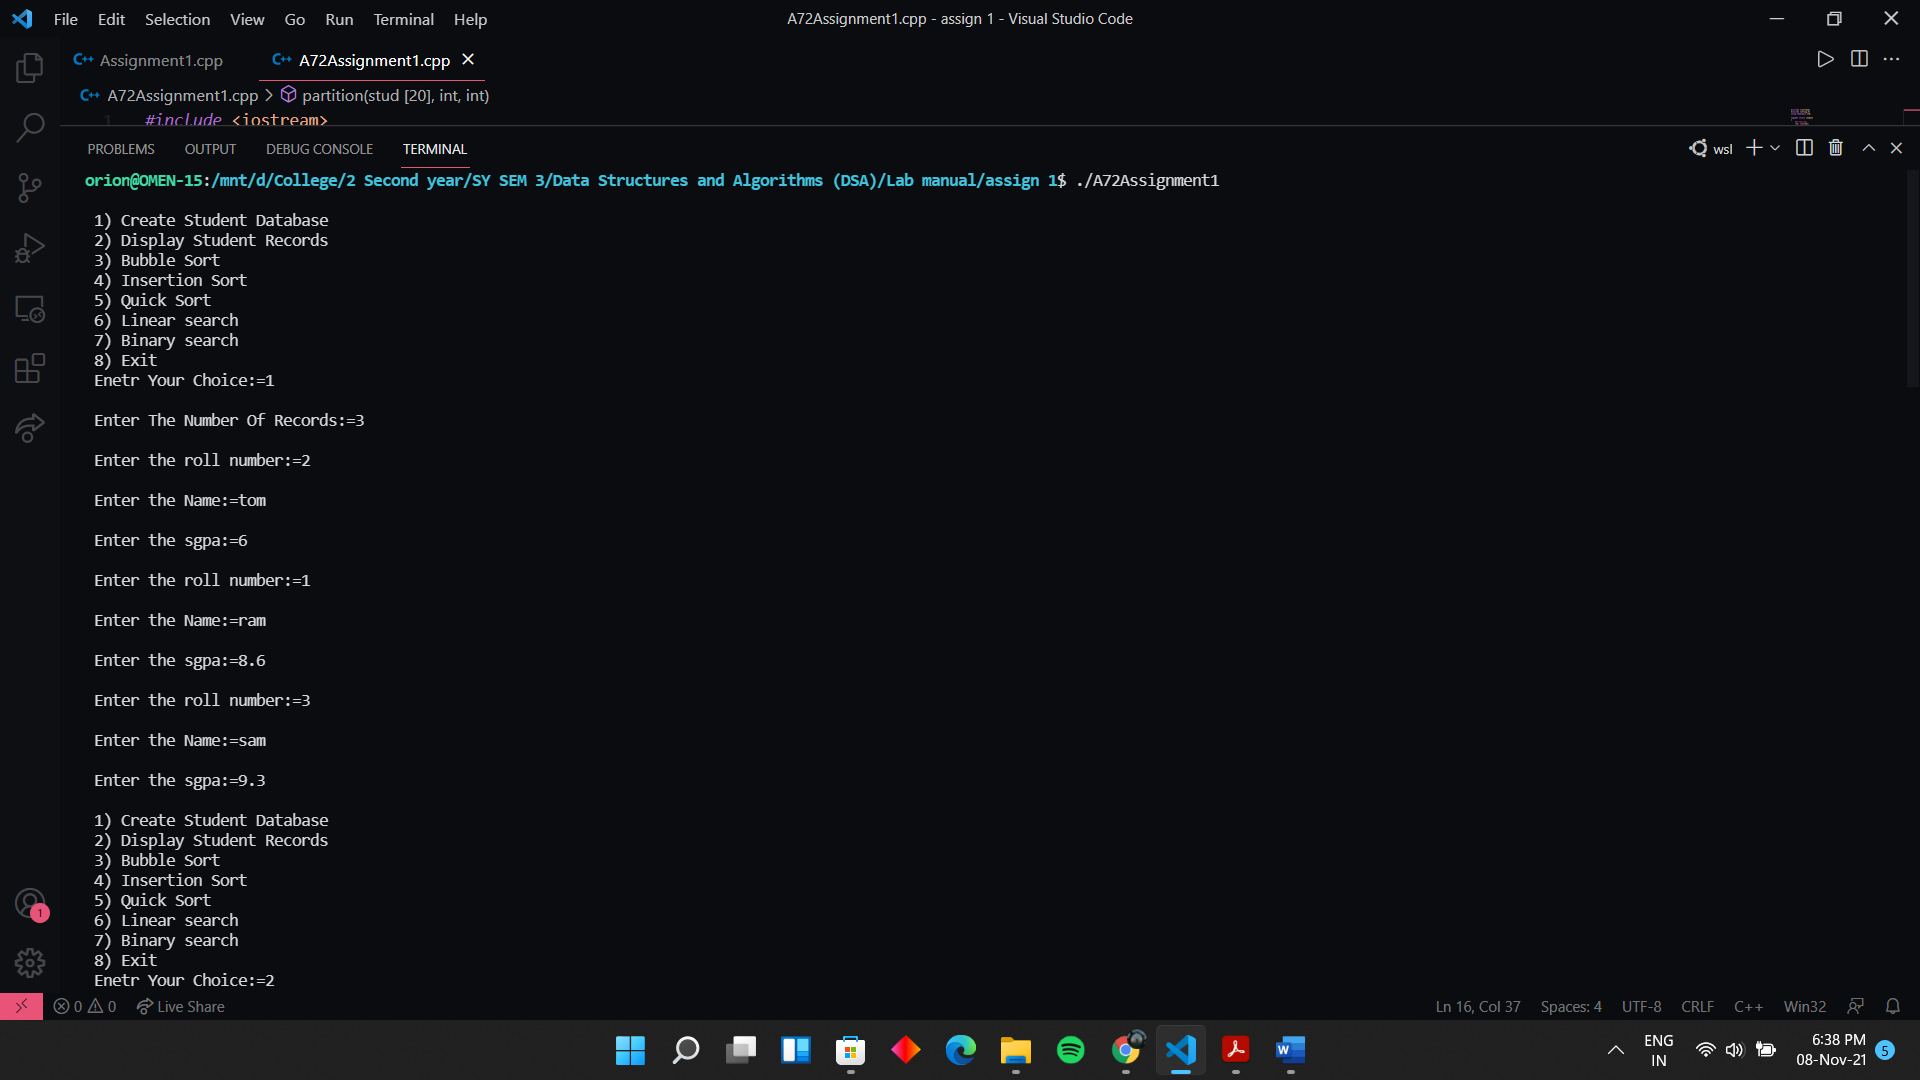 File Edit Selection View Go Run Terminal Help
A72Assignment1.cpp - assign 1 - Visual Studio Code
C++ Assignment1.cpp
C++ A72Assignment1.cpp
C++ A72Assignment1.cpp > partition(stud [20], int, int)
1 #include <iostream>
PROBLEMS OUTPUT DEBUG CONSOLE TERMINAL
wsl
orion@OMEN-15:/mnt/d/College/2 Second year/SY SEM 3/Data Structures and Algorithms (DSA)/Lab manual/assign 1$ ./A72Assignment1
1) Create Student Database
2) Display Student Records
3) Bubble Sort
4) Insertion Sort
5) Quick Sort
6) Linear search
7) Binary search
8) Exit
Enetr Your Choice:=1
Enter The Number Of Records:=3
Enter the roll number:=2
Enter the Name:=tom
Enter the sgpa:=6
Enter the roll number:=1
Enter the Name:=ram
Enter the sgpa:=8.6
Enter the roll number:=3
Enter the Name:=sam
Enter the sgpa:=9.3
1) Create Student Database
2) Display Student Records
3) Bubble Sort
4) Insertion Sort
5) Quick Sort
6) Linear search
7) Binary search
8) Exit
Enetr Your Choice:=2
1
0 0 Live Share
Ln 16, Col 37 Spaces: 4 UTF-8 CRLF C++ Win32
W
ENG
IN
6:38 PM
08-Nov-21
5